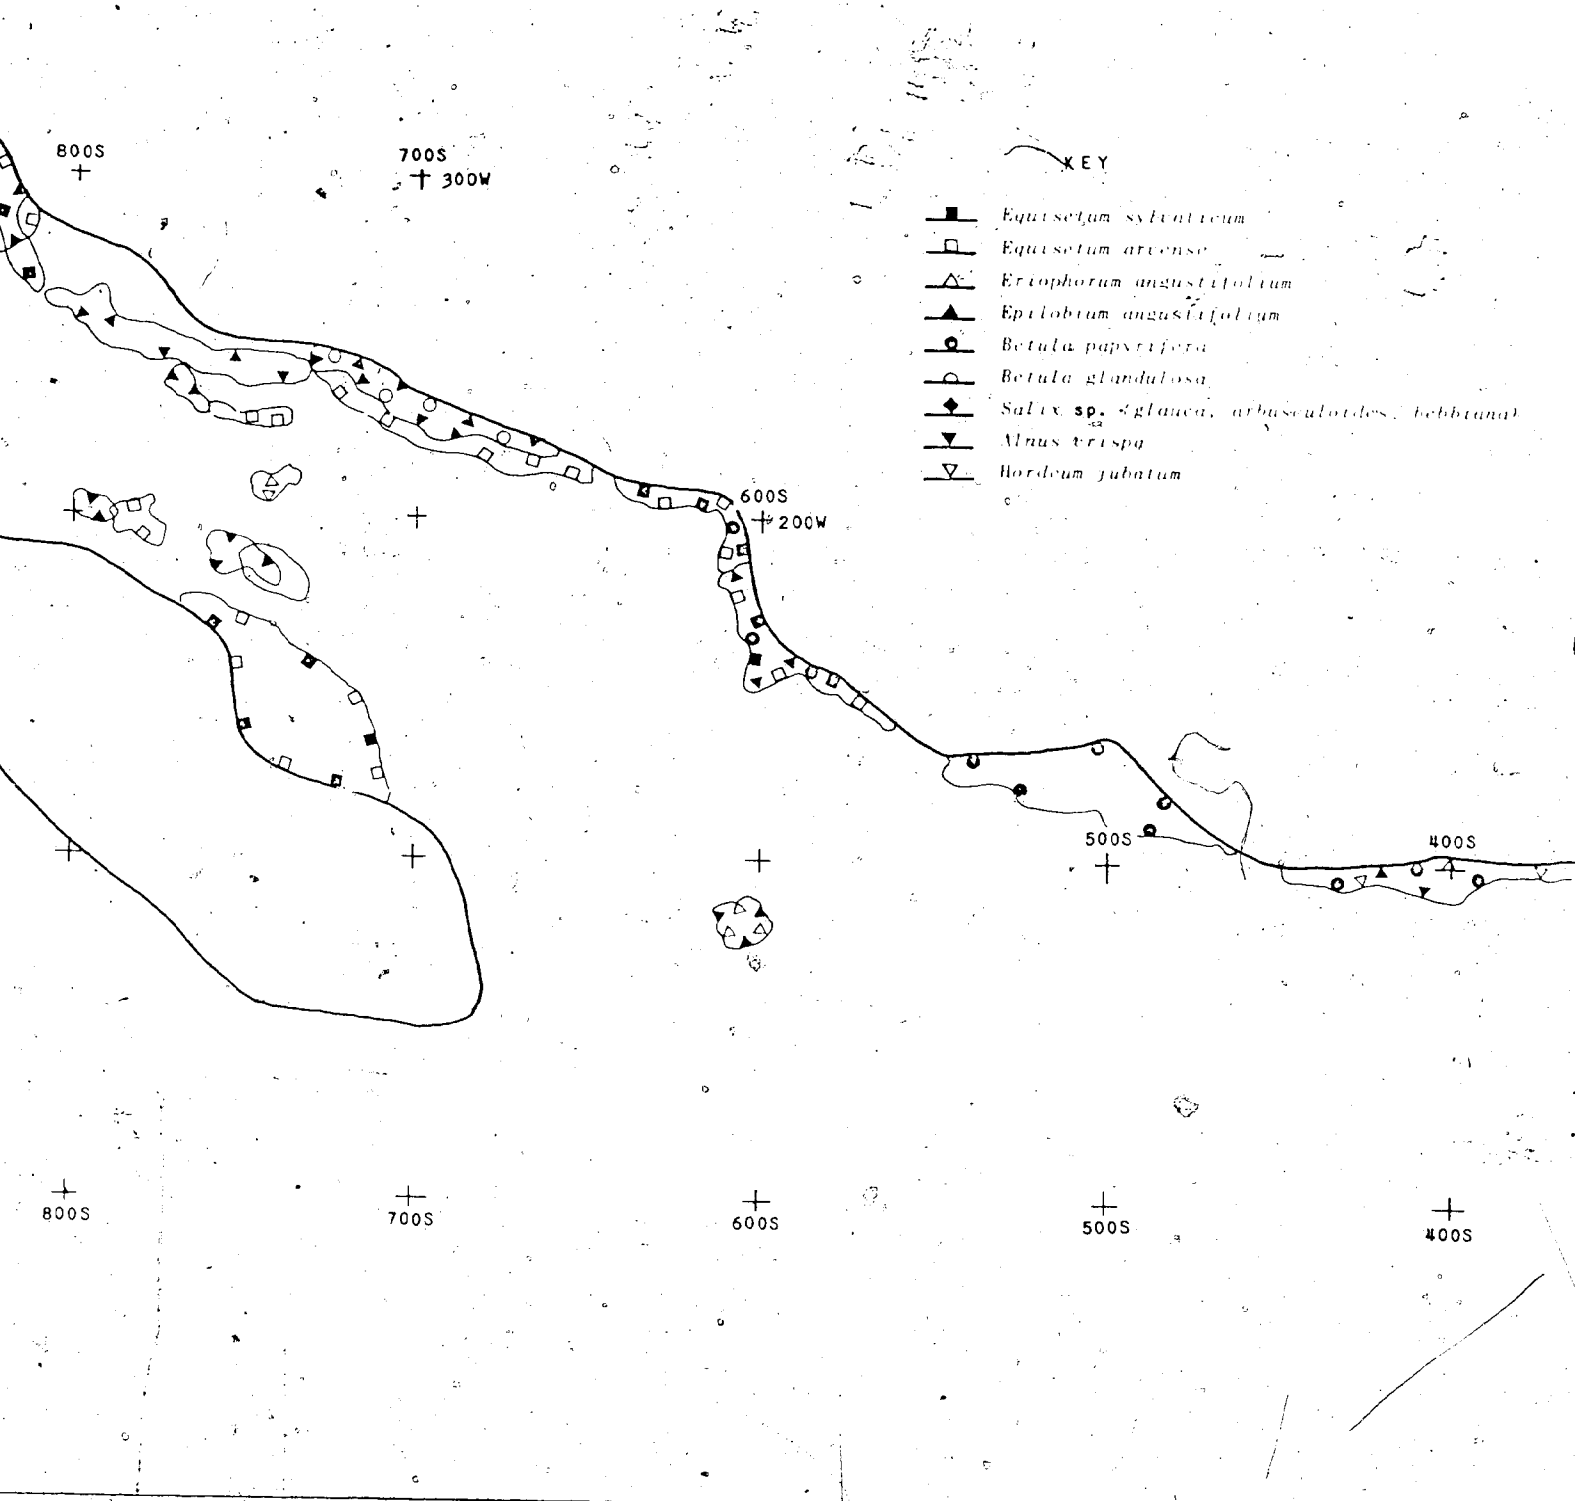 800S
700S
300W
KEY
Equisetum sylvaticum
Equisetum arvense
Eriophorum angustifolium
Epilobium angustifolium
Betula papyrifera
Betula glandulosa
Salix sp. (glauca, arbusculoides, bebbiana)
Alnus crispa
Hordeum jubatum
600S
200W
500S
400S
800S
700S
600S
500S
400S